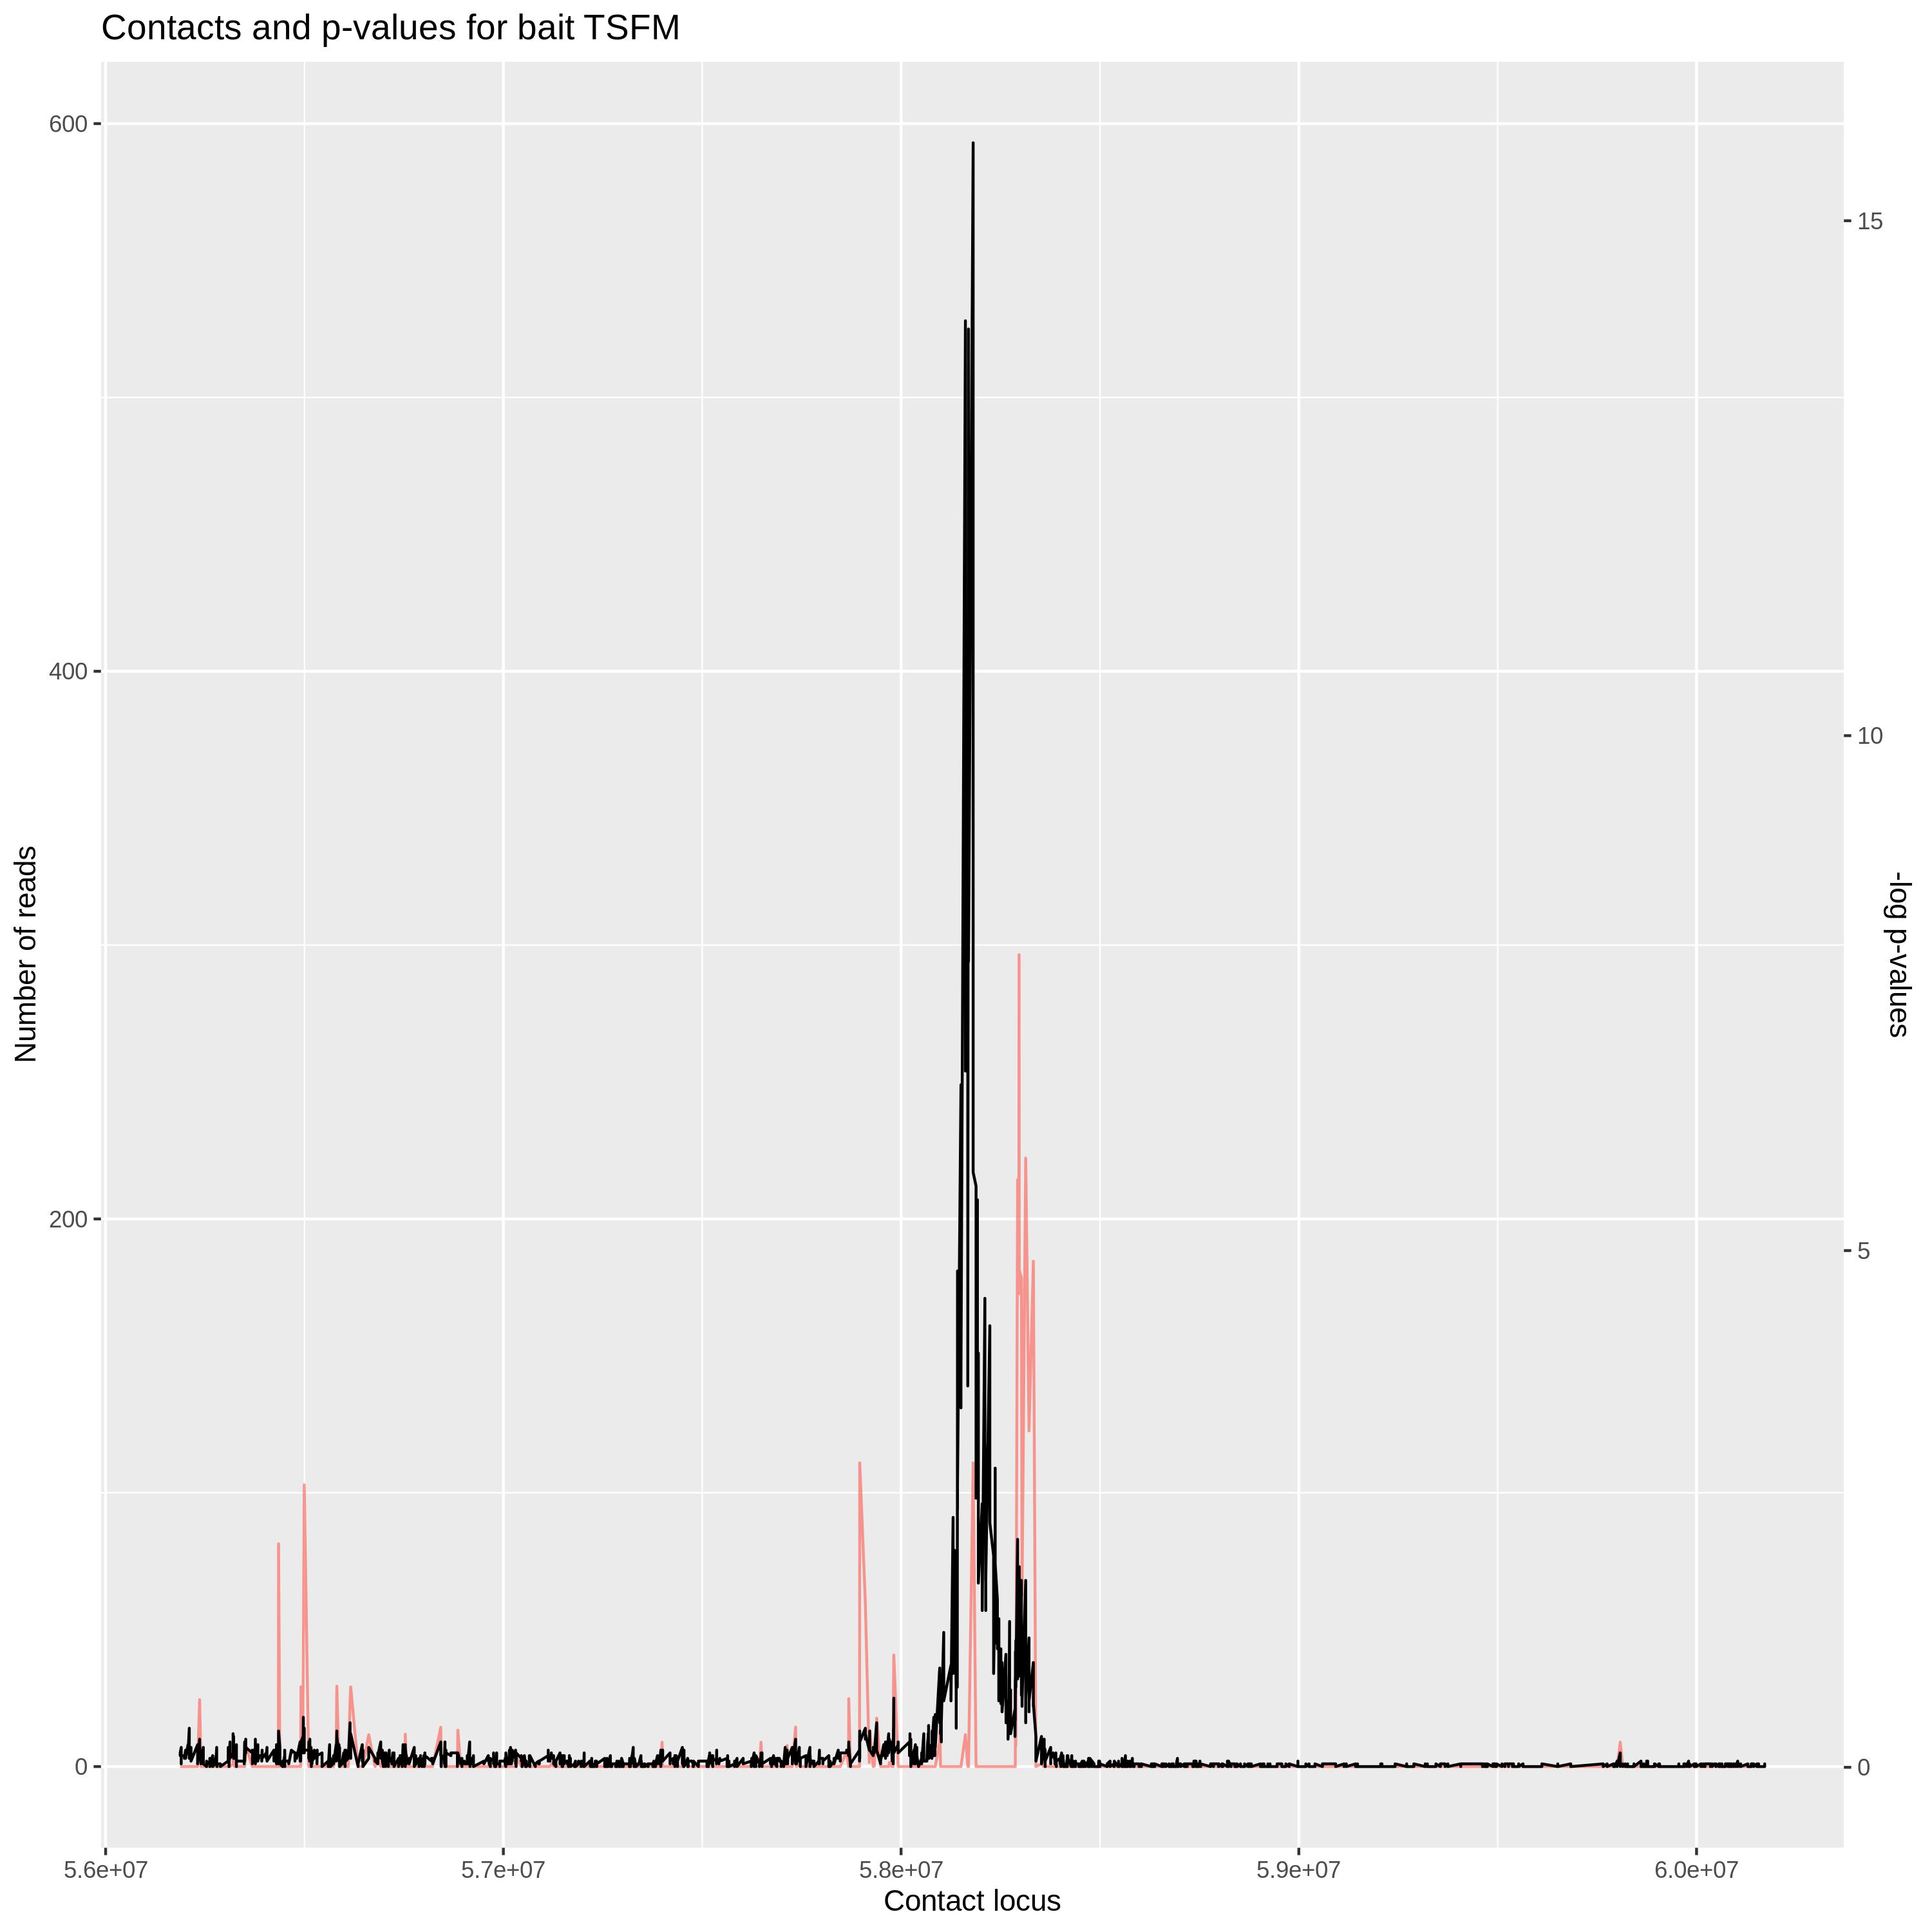 Contacts and p-values for bait TSFM
600
400
200
0
Number of reads
15
10
5
0
-log p-values
5.6e+07 5.7e+07 5.8e+07 5.9e+07 6.0e+07
Contact locus